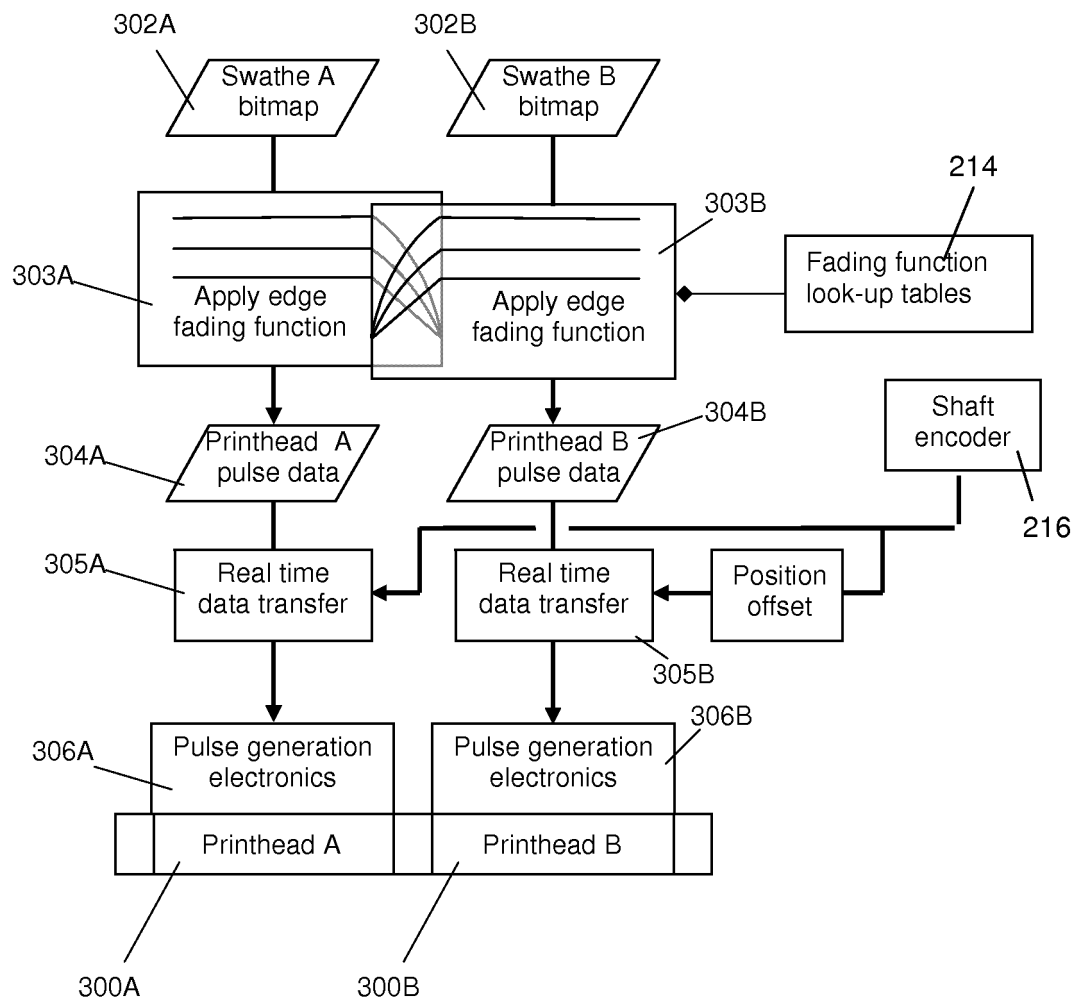 302A
302B
Swathe A
bitmap
Swathe B
bitmap
214
303B
303A
Apply edge
fading function
Apply edge
fading function
Fading function
look-up tables
304B
Shaft
encoder
304A
Printhead A
pulse data
Printhead B
pulse data
216
305A
Real time
data transfer
Real time
data transfer
Position
offset
305B
306B
306A
Pulse generation
electronics
Pulse generation
electronics
Printhead A
Printhead B
300A
300B